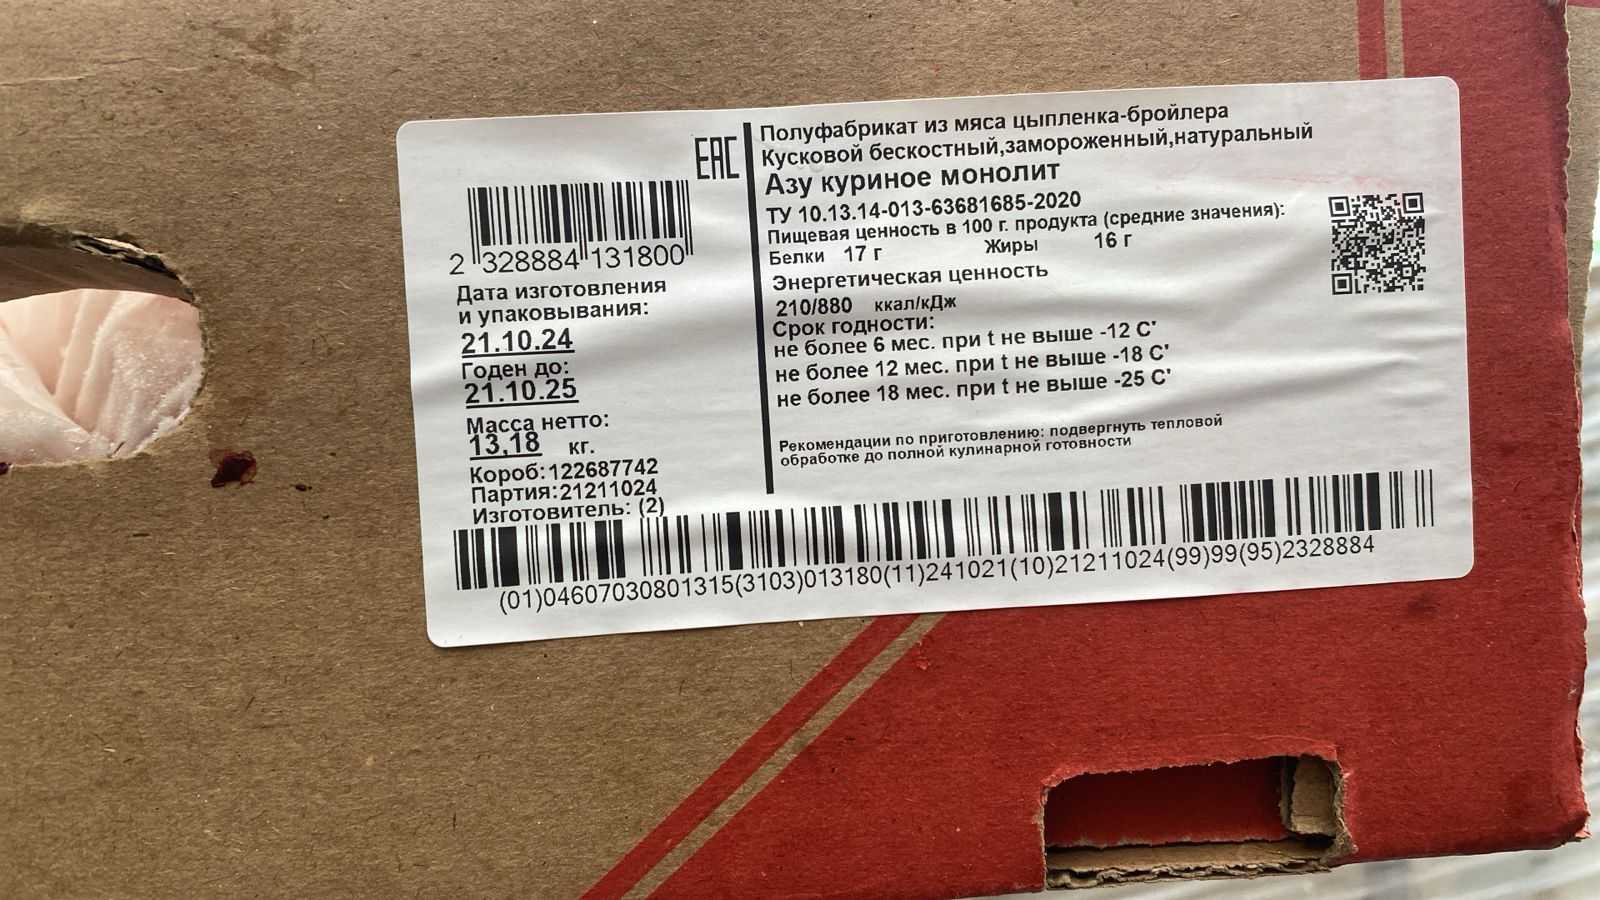 EAC
2 328884 131800
Дата изготовления
и упаковывания:
21.10.24
Годен до:
21.10.25
Масса нетто:
13,18 кг.
Короб:122687742
Партия:21211024
Изготовитель: (2)
Полуфабрикат из мяса цыпленка-бройлера
Кусковой бескостный,замороженный,натуральный
Азу куриное монолит
ТУ 10.13.14-013-63681685-2020
Пищевая ценность в 100 г. продукта (средние значения):
Белки 17 г Жиры 16 г
Энергетическая ценность
210/880 ккал/кДж
Срок годности:
не более 6 мес. при t не выше -12 С'
не более 12 мес. при t не выше -18 С'
не более 18 мес. при t не выше -25 С'
Рекомендации по приготовлению: подвергнуть тепловой
обработке до полной кулинарной готовности
(01)04607030801315(3103)013180(11)241021(10)21211024(99)99(95)2328884